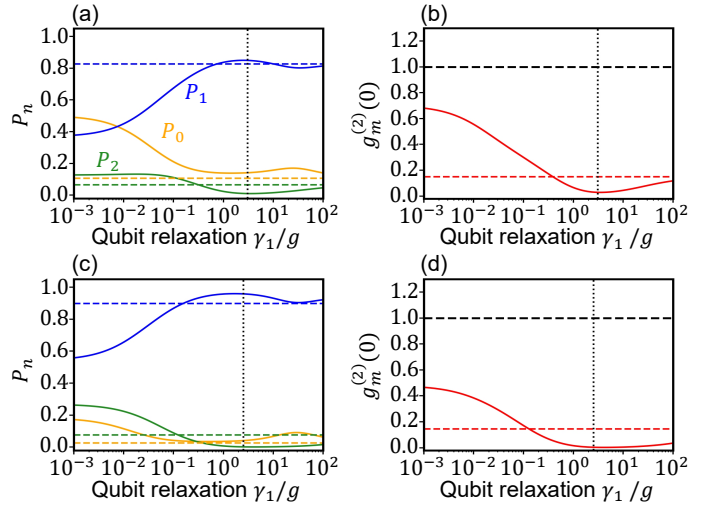 (a)
P_n
1.0
0.8
0.6
0.4
0.2
0.0
P_1
P_0
P_2
10^{-3} 10^{-2} 10^{-1} 10^0 10^1 10^2
Qubit relaxation γ_1/g
(b)
g_m^{(2)}(0)
1.2
1.0
0.8
0.6
0.4
0.2
0.0
10^{-3} 10^{-2} 10^{-1} 10^0 10^1 10^2
Qubit relaxation γ_1/g
(c)
P_n
1.0
0.8
0.6
0.4
0.2
0.0
10^{-3} 10^{-2} 10^{-1} 10^0 10^1 10^2
Qubit relaxation γ_1/g
(d)
g_m^{(2)}(0)
1.2
1.0
0.8
0.6
0.4
0.2
0.0
10^{-3} 10^{-2} 10^{-1} 10^0 10^1 10^2
Qubit relaxation γ_1/g